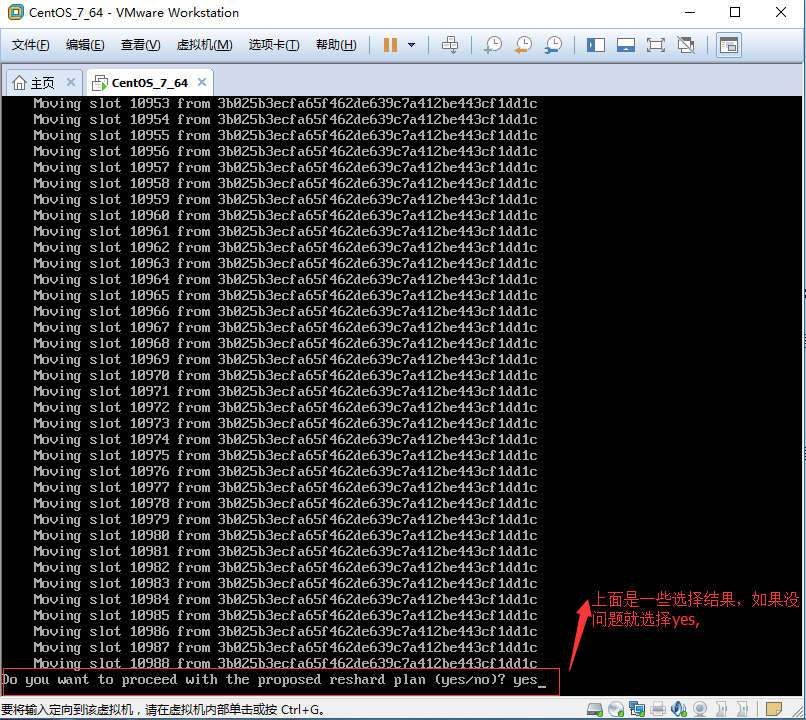 CentOS_7_64 - VMware Workstation
文件(F) 编辑(E) 查看(V) 虚拟机(M) 选项卡(T) 帮助(H)
主页 CentOS_7_64
Moving slot 10953 from 3b025b3ecfa65f462de639c7a412be443cf1dd1c
Moving slot 10954 from 3b025b3ecfa65f462de639c7a412be443cf1dd1c
Moving slot 10955 from 3b025b3ecfa65f462de639c7a412be443cf1dd1c
Moving slot 10956 from 3b025b3ecfa65f462de639c7a412be443cf1dd1c
Moving slot 10957 from 3b025b3ecfa65f462de639c7a412be443cf1dd1c
Moving slot 10958 from 3b025b3ecfa65f462de639c7a412be443cf1dd1c
Moving slot 10959 from 3b025b3ecfa65f462de639c7a412be443cf1dd1c
Moving slot 10960 from 3b025b3ecfa65f462de639c7a412be443cf1dd1c
Moving slot 10961 from 3b025b3ecfa65f462de639c7a412be443cf1dd1c
Moving slot 10962 from 3b025b3ecfa65f462de639c7a412be443cf1dd1c
Moving slot 10963 from 3b025b3ecfa65f462de639c7a412be443cf1dd1c
Moving slot 10964 from 3b025b3ecfa65f462de639c7a412be443cf1dd1c
Moving slot 10965 from 3b025b3ecfa65f462de639c7a412be443cf1dd1c
Moving slot 10966 from 3b025b3ecfa65f462de639c7a412be443cf1dd1c
Moving slot 10967 from 3b025b3ecfa65f462de639c7a412be443cf1dd1c
Moving slot 10968 from 3b025b3ecfa65f462de639c7a412be443cf1dd1c
Moving slot 10969 from 3b025b3ecfa65f462de639c7a412be443cf1dd1c
Moving slot 10970 from 3b025b3ecfa65f462de639c7a412be443cf1dd1c
Moving slot 10971 from 3b025b3ecfa65f462de639c7a412be443cf1dd1c
Moving slot 10972 from 3b025b3ecfa65f462de639c7a412be443cf1dd1c
Moving slot 10973 from 3b025b3ecfa65f462de639c7a412be443cf1dd1c
Moving slot 10974 from 3b025b3ecfa65f462de639c7a412be443cf1dd1c
Moving slot 10975 from 3b025b3ecfa65f462de639c7a412be443cf1dd1c
Moving slot 10976 from 3b025b3ecfa65f462de639c7a412be443cf1dd1c
Moving slot 10977 from 3b025b3ecfa65f462de639c7a412be443cf1dd1c
Moving slot 10978 from 3b025b3ecfa65f462de639c7a412be443cf1dd1c
Moving slot 10979 from 3b025b3ecfa65f462de639c7a412be443cf1dd1c
Moving slot 10980 from 3b025b3ecfa65f462de639c7a412be443cf1dd1c
Moving slot 10981 from 3b025b3ecfa65f462de639c7a412be443cf1dd1c
Moving slot 10982 from 3b025b3ecfa65f462de639c7a412be443cf1dd1c
Moving slot 10983 from 3b025b3ecfa65f462de639c7a412be443cf1dd1c
Moving slot 10984 from 3b025b3ecfa65f462de639c7a412be443cf1dd1c
Moving slot 10985 from 3b025b3ecfa65f462de639c7a412be443cf1dd1c
Moving slot 10986 from 3b025b3ecfa65f462de639c7a412be443cf1dd1c
Moving slot 10987 from 3b025b3ecfa65f462de639c7a412be443cf1dd1c
Moving slot 10988 from 3b025b3ecfa65f462de639c7a412be443cf1dd1c
Do you want to proceed with the proposed reshard plan (yes/no)? yes_
上面是一些选择结果，如果没
问题就选择yes,
要将输入定向到该虚拟机，请在虚拟机内部单击或按 Ctrl+G。